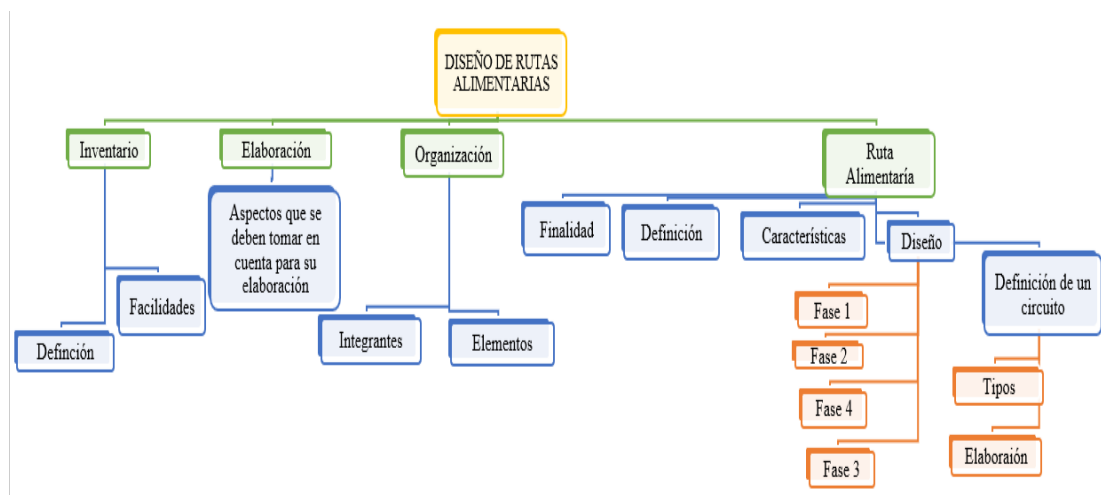 DISEÑO DE RUTAS
ALIMENTARIAS
Inventario
Elaboración
Organización
Ruta
Alimentaría
Aspectos que se
deben tomar en
cuenta para su
elaboración
Finalidad
Definición
Características
Diseño
Facilidades
Definción
Integrantes
Elementos
Definición de un
circuito
Fase 1
Fase 2
Fase 4
Fase 3
Tipos
Elaboraión